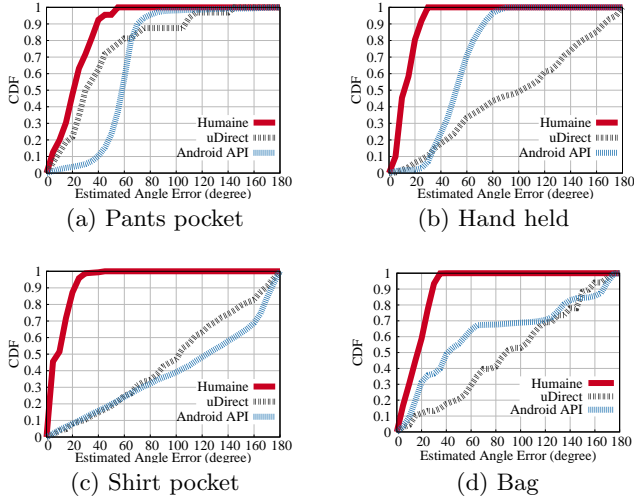 1
0.9
0.8
0.7
0.6
0.5
0.4
0.3
0.2
0.1
0
CDF
Humaine
uDirect
Android API
0 20 40 60 80 100 120 140 160 180
Estimated Angle Error (degree)
(a) Pants pocket
1
0.9
0.8
0.7
0.6
0.5
0.4
0.3
0.2
0.1
0
CDF
Humaine
uDirect
Android API
0 20 40 60 80 100 120 140 160 180
Estimated Angle Error (degree)
(b) Hand held
1
0.9
0.8
0.7
0.6
0.5
0.4
0.3
0.2
0.1
0
CDF
Humaine
uDirect
Android API
0 20 40 60 80 100 120 140 160 180
Estimated Angle Error (degree)
(c) Shirt pocket
1
0.9
0.8
0.7
0.6
0.5
0.4
0.3
0.2
0.1
0
CDF
Humaine
uDirect
Android API
0 20 40 60 80 100 120 140 160 180
Estimated Angle Error (degree)
(d) Bag